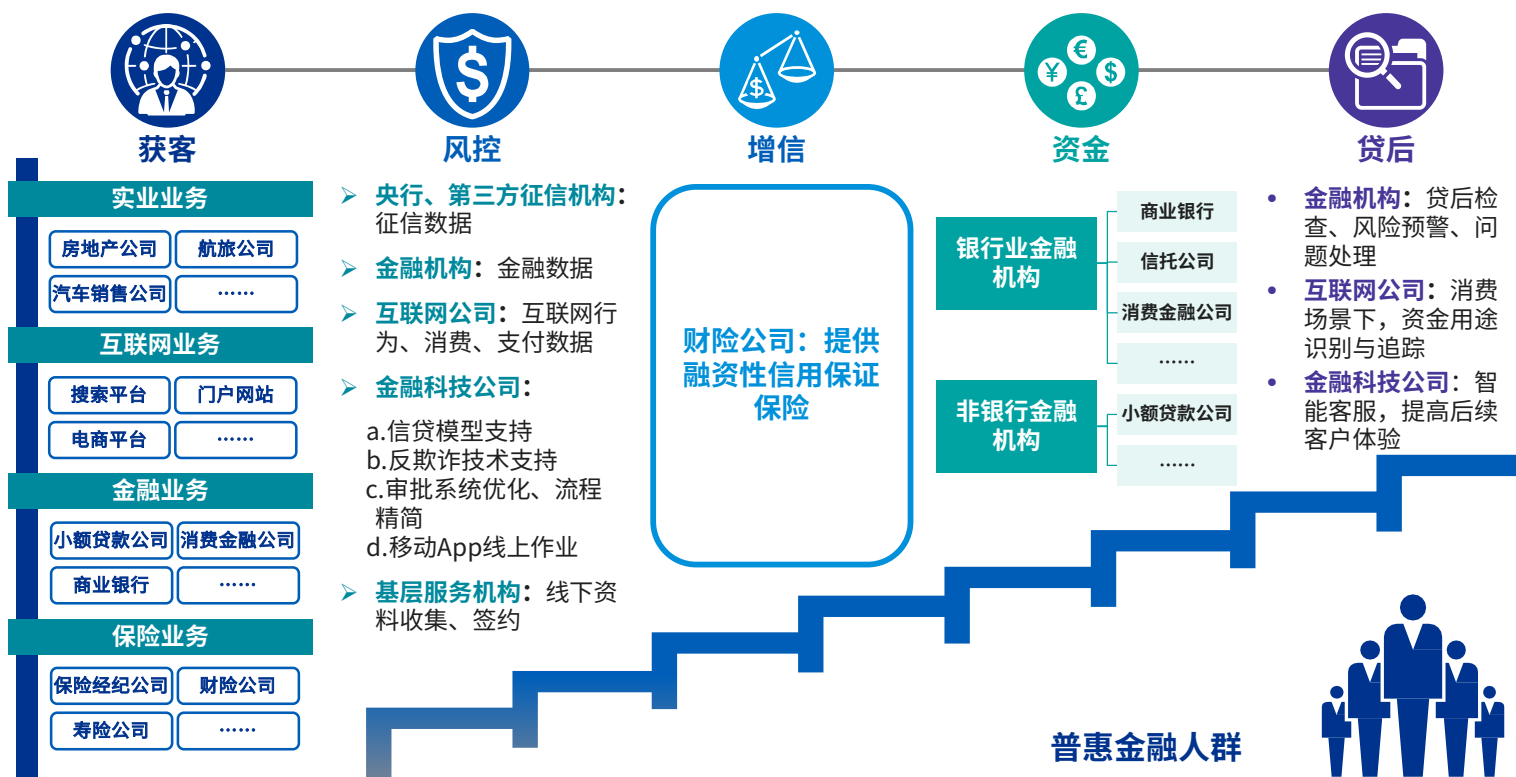 获客
风控
增信
资金
贷后
实业业务
房地产公司
航旅公司
汽车销售公司
……
互联网业务
搜索平台
门户网站
电商平台
……
金融业务
小额贷款公司
消费金融公司
商业银行
……
保险业务
保险经纪公司
财险公司
寿险公司
……
➢ 央行、第三方征信机构：
征信数据
➢ 金融机构：金融数据
➢ 互联网公司：互联网行
为、消费、支付数据
➢ 金融科技公司：
a.信贷模型支持
b.反欺诈技术支持
c.审批系统优化、流程
精简
d.移动App线上作业
➢ 基层服务机构：线下资
料收集、签约
财险公司：提供
融资性信用保证
保险
银行业金融
机构
商业银行
信托公司
消费金融公司
……
非银行金融
机构
小额贷款公司
……
• 金融机构：贷后检
查、风险预警、问
题处理
• 互联网公司：消费
场景下，资金用途
识别与追踪
• 金融科技公司：智
能客服，提高后续
客户体验
普惠金融人群